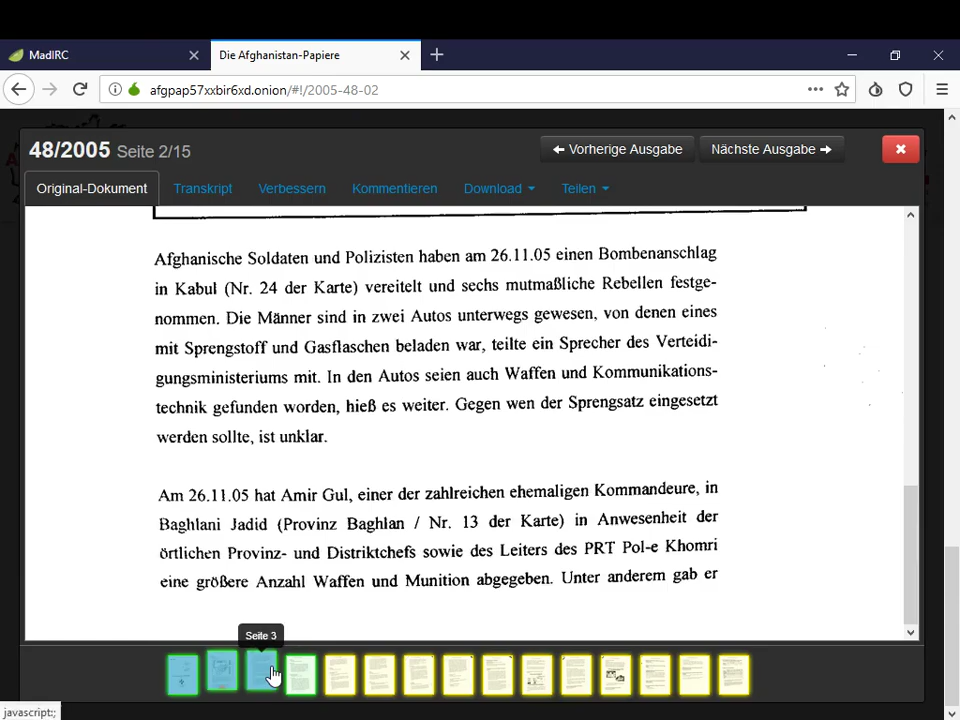 MadIRC
Die Afghanistan-Papiere
afgpap57xxbir6xd.onion/#!/2005-48-02
48/2005 Seite 2/15
Vorherige Ausgabe
Nächste Ausgabe
Original-Dokument
Transkript
Verbessern
Kommentieren
Download
Teilen
Afghanische Soldaten und Polizisten haben am 26.11.05 einen Bombenanschlag
in Kabul (Nr. 24 der Karte) vereitelt und sechs mutmaßliche Rebellen festge-
nommen. Die Männer sind in zwei Autos unterwegs gewesen, von denen eines
mit Sprengstoff und Gasflaschen beladen war, teilte ein Sprecher des Verteidi-
gungsministeriums mit. In den Autos seien auch Waffen und Kommunikations-
technik gefunden worden, hieß es weiter. Gegen wen der Sprengsatz eingesetzt
werden sollte, ist unklar.
Am 26.11.05 hat Amir Gul, einer der zahlreichen ehemaligen Kommandeure, in
Baghlani Jadid (Provinz Baghlan / Nr. 13 der Karte) in Anwesenheit der
örtlichen Provinz- und Distriktchefs sowie des Leiters des PRT Pol-e Khomri
eine größere Anzahl Waffen und Munition abgegeben. Unter anderem gab er
Seite 3
javascript:;